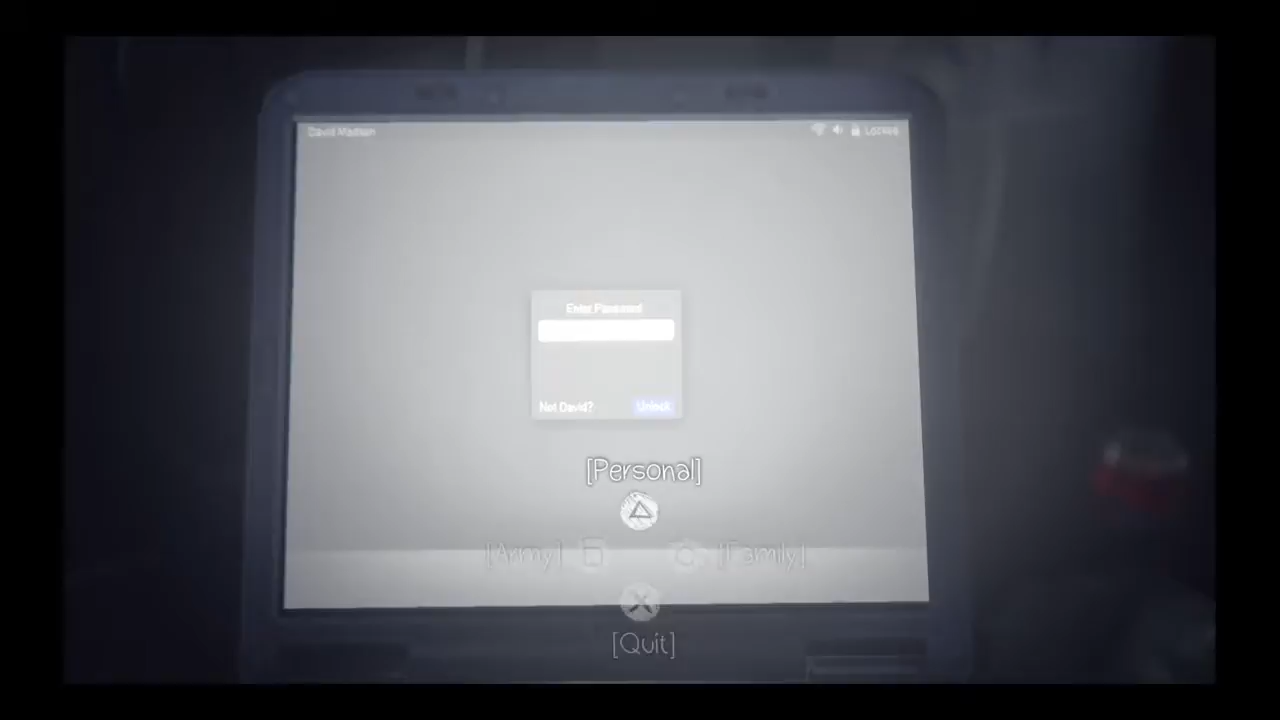 David Madsen
Locked
Enter Password
Not David?
Unlock
[Personal]
[Army]
[Family]
[Quit]